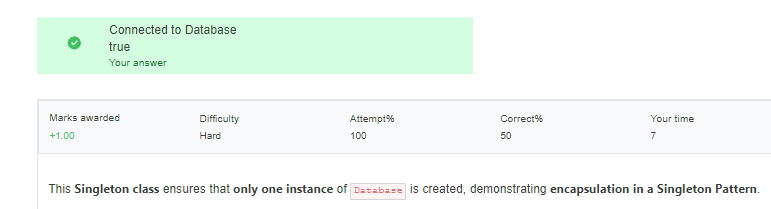 Connected to Database
true
Your answer
Marks awarded Difficulty Attempt% Correct% Your time
+1.00 Hard 100 50 7
This Singleton class ensures that only one instance of Database is created, demonstrating encapsulation in a Singleton Pattern.